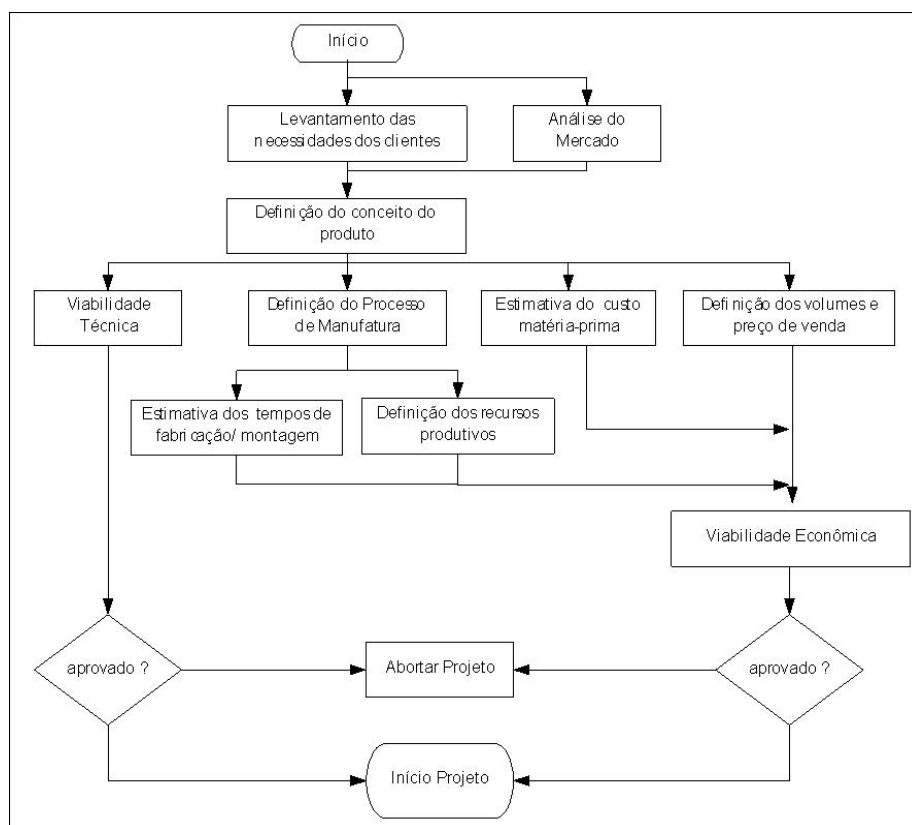 Início
Levantamento das
necessidades dos clientes
Análise do
Mercado
Definição do conceito do
produto
Viabilidade
Técnica
Definição do Processo
de Manufatura
Estimativa do custo
matéria-prima
Definição dos volumes e
preço de venda
Estimativa dos tempos de
fabricação/ montagem
Definição dos recursos
produtivos
Viabilidade Econômica
aprovado ?
Abortar Projeto
aprovado ?
Início Projeto